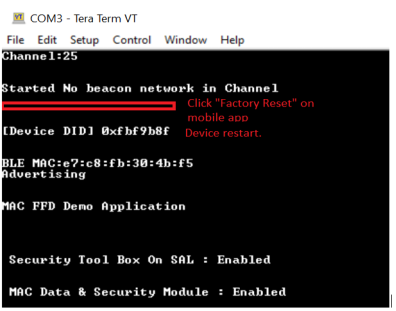 COM3 - Tera Term VT
File Edit Setup Control Window Help
Channel:25
Started No beacon network in Channel
Click "Factory Reset" on
mobile app
[Device DID] 0xfbf9b8f
Device restart.
BLE MAC:e7:c8:fb:30:4b:f5
Advertising
MAC FFD Demo Application
Security Tool Box On SAL : Enabled
MAC Data & Security Module : Enabled